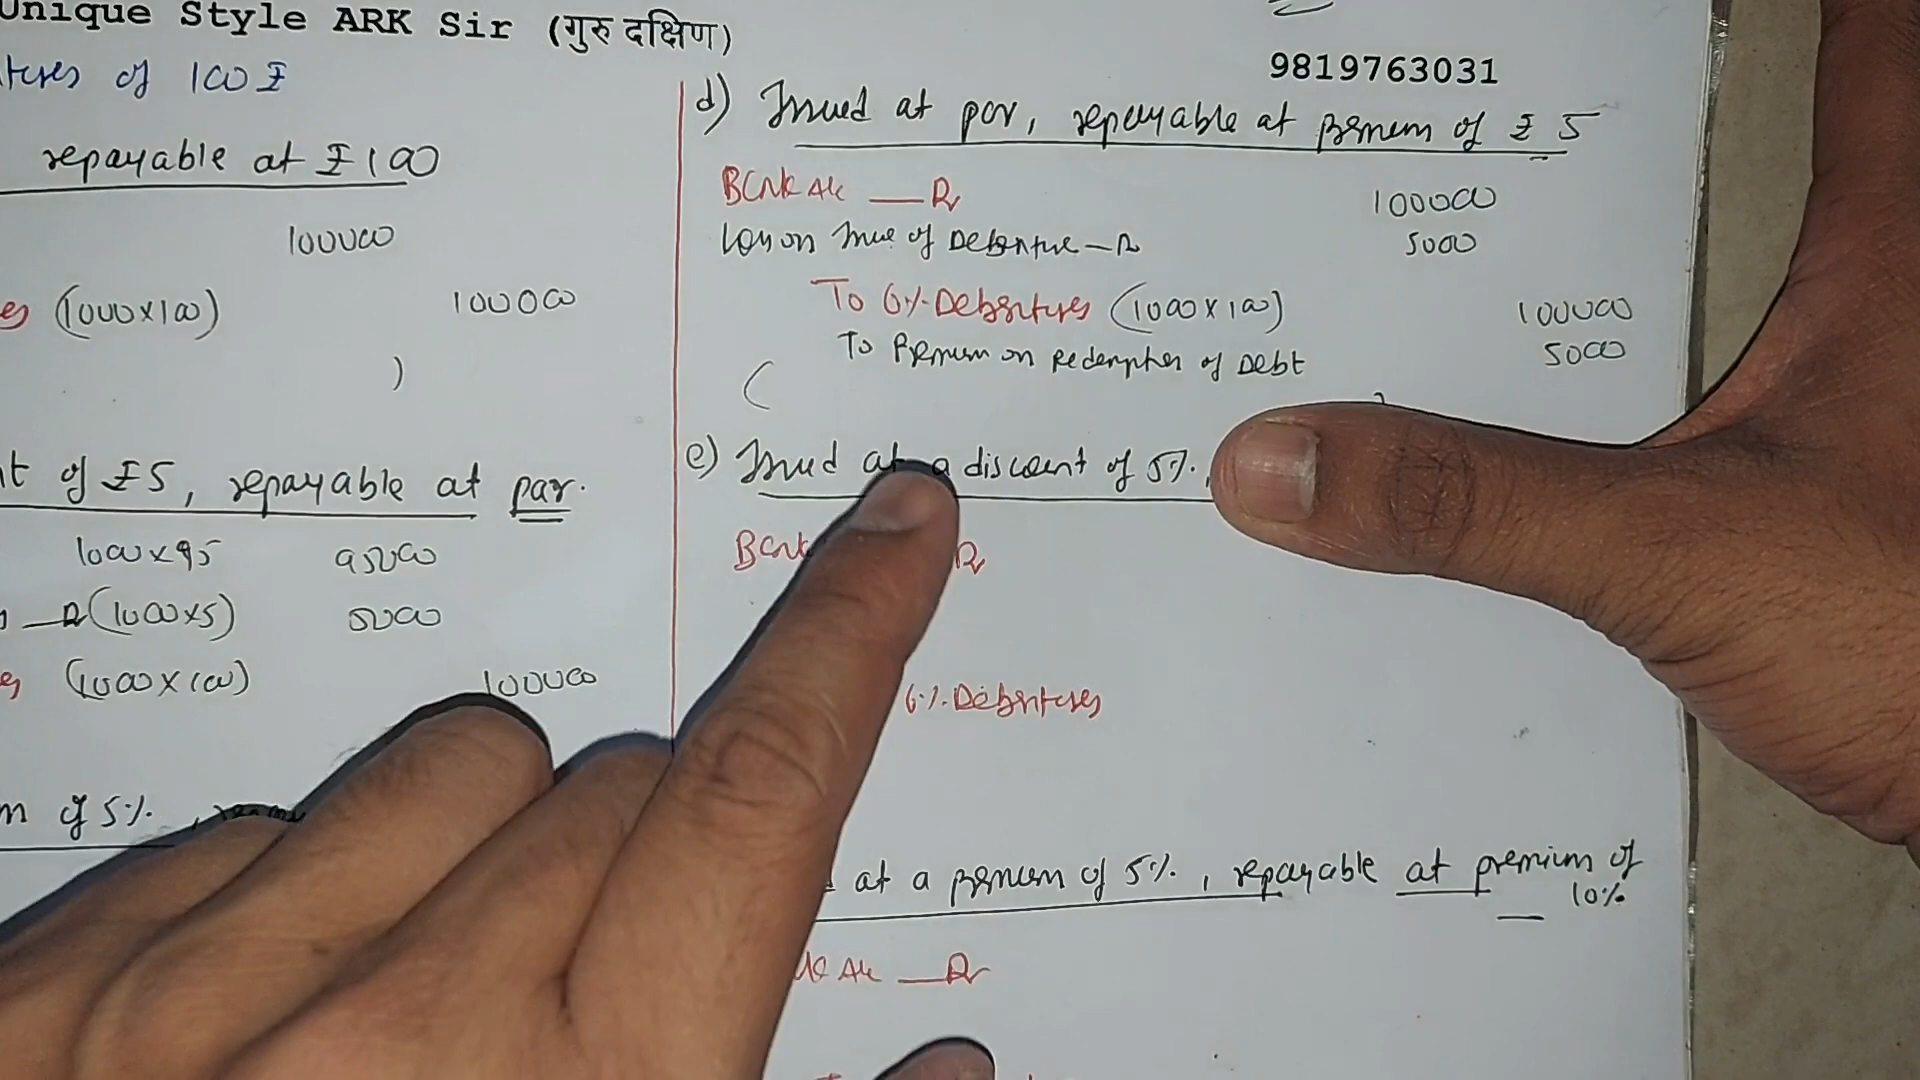 Unique Style ARK Sir (गुरु दक्षिण)
9819763031
of 100 ₹
repayable at ₹100
100000
(1000x100) 100000
)
of ₹5, repayable at par.
1000x95 95000
Dr (1000x5) 5000
(1000x100) 100000
of 5%.
d) Issued at par, repayable at premium of ₹ 5
Bank A/c Dr 100000
Loss on Issue of Debenture Dr 5000
To 6% Debentures (1000x100) 100000
To Premium on Redemption of Debt 5000
(
e) Issued at a discount of 5%.
Bank Dr
6% Debentures
at a premium of 5%, repayable at premium of
10%
A/c Dr